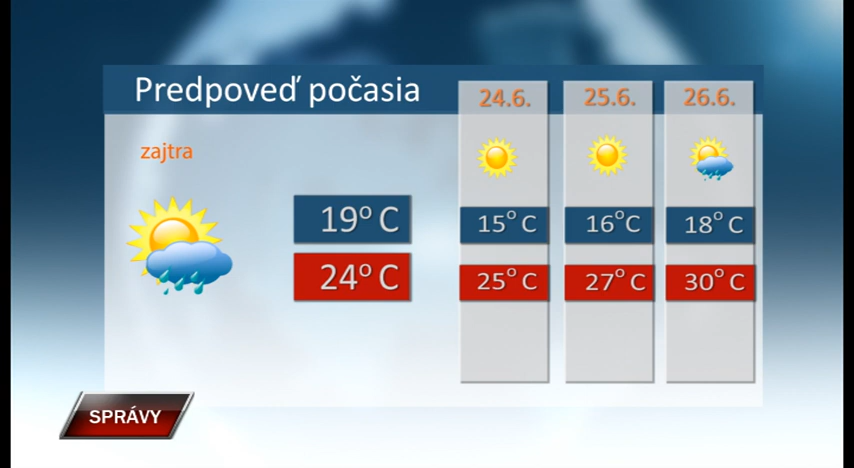 Predpoveď počasia
zajtra
19° C
24° C
24.6.
15° C
25° C
25.6.
16°C
27° C
26.6.
18° C
30° C
SPRÁVY